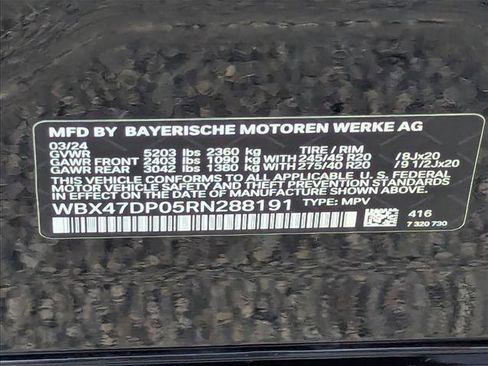 MFD BY BAYERISCHE MOTOREN WERKE AG
03/24
GVWR 5203 lbs 2360 kg TIRE / RIM
GAWR FRONT 2403 lbs 1090 kg WITH 245/45 R20 / 8Jx20
GAWR REAR 3042 lbs 1380 kg WITH 275/40 R20 / 9 1/2Jx20
THIS VEHICLE CONFORMS TO ALL APPLICABLE U. S. FEDERAL
MOTOR VEHICLE SAFETY, BUMPER AND THEFT PREVENTION STANDARDS
IN EFFECT ON THE DATE OF MANUFACTURE SHOWN ABOVE.
WBX47DP05RN288191 TYPE: MPV
416
7 320 730